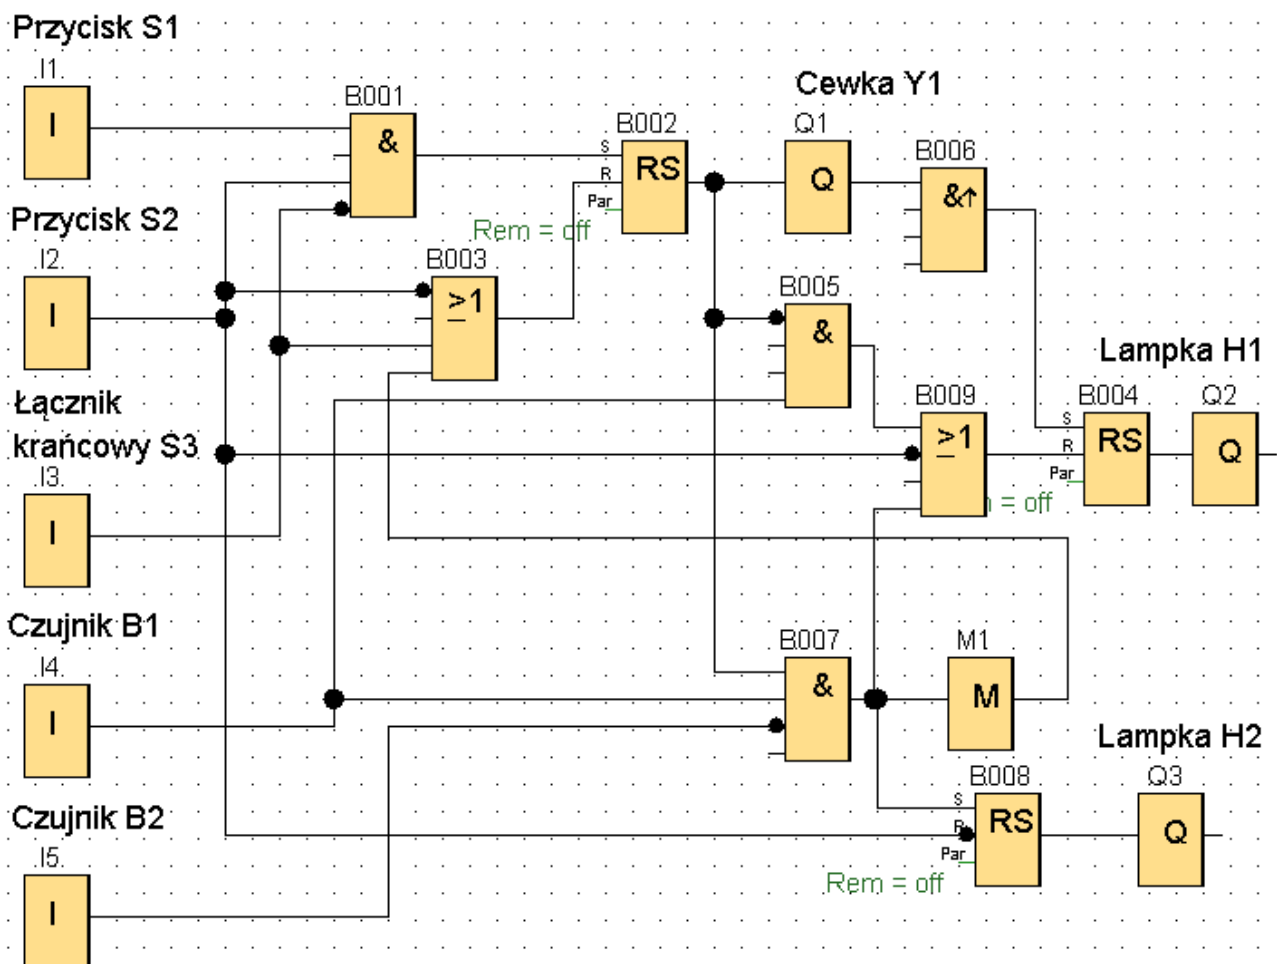 Przycisk S1
I1
I
B001
&
B002
S
R
Par
RS
Rem = off
Cewka Y1
Q1
Q
B006
&↑
Przycisk S2
I2
I
B003
≥1
B005
&
Łącznik
krańcowy S3
I3
I
B009
≥1
Lampka H1
B004
S
R
Par
RS
= off
Q2
Q
Czujnik B1
I4
I
B007
&
M1
M
Lampka H2
B008
S
R
Par
RS
Rem = off
Q3
Q
Czujnik B2
I5
I